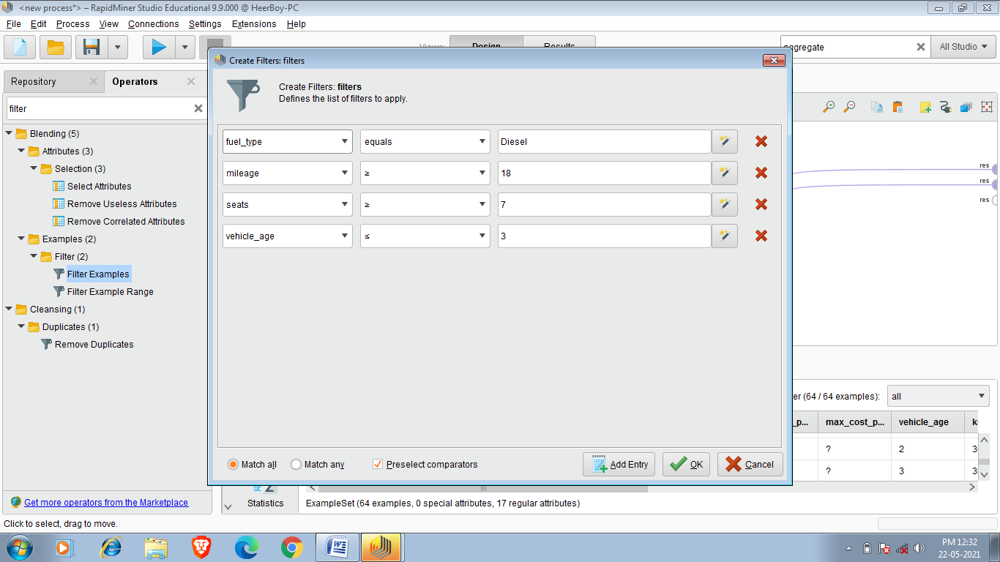 <new process*> – RapidMiner Studio Educational 9.9.000 @ HeerBoy-PC
File Edit Process View Connections Settings Extensions Help
Views: Design Results
aggregate
All Studio
Repository
Operators
filter
Blending (5)
Attributes (3)
Selection (3)
Select Attributes
Remove Useless Attributes
Remove Correlated Attributes
Examples (2)
Filter (2)
Filter Examples
Filter Example Range
Cleansing (1)
Duplicates (1)
Remove Duplicates
Get more operators from the Marketplace
Create Filters: filters
Create Filters: filters
Defines the list of filters to apply.
fuel_type equals Diesel
mileage ≥ 18
seats ≥ 7
vehicle_age ≤ 3
Match all Match any Preselect comparators Add Entry OK Cancel
res
res
res
er (64 / 64 examples): all
_p... max_cost_p... vehicle_age k
? 2 3
? 3 3
Statistics
ExampleSet (64 examples, 0 special attributes, 17 regular attributes)
Click to select, drag to move.
PM 12:32
22-05-2021